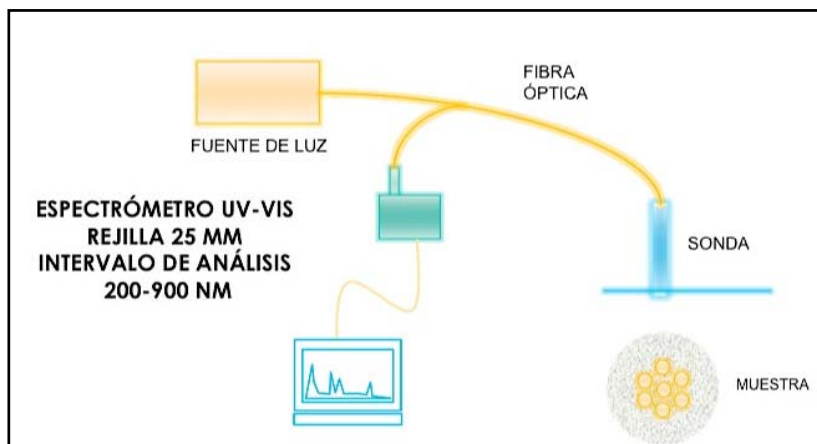 FIBRA
ÓPTICA
FUENTE DE LUZ
ESPECTRÓMETRO UV-VIS
REJILLA 25 MM
INTERVALO DE ANÁLISIS
200-900 NM
SONDA
MUESTRA